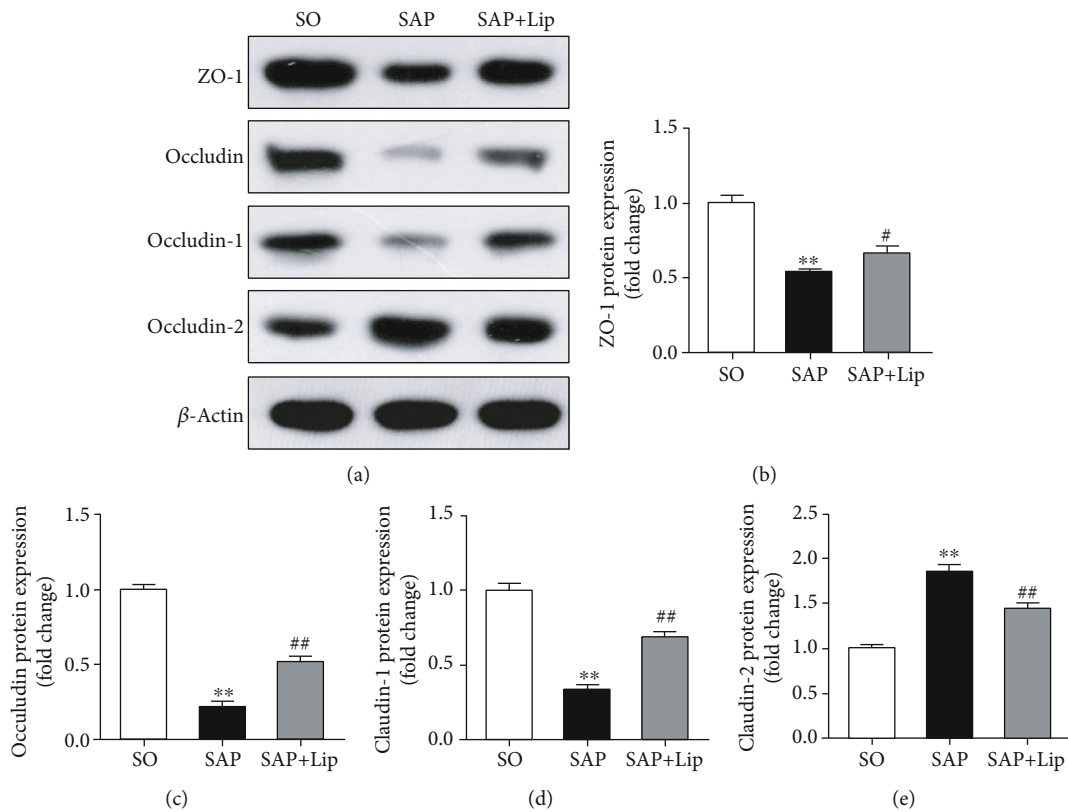 SO SAP SAP+Lip
ZO-1
Occludin
Occludin-1
Occludin-2
β-Actin
(a)
ZO-1 protein expression
(fold change)
1.5
1.0
0.5
0.0
**
#
SO SAP SAP+Lip
(b)
Occuludin protein expression
(fold change)
1.5
1.0
0.5
0.0
**
##
SO SAP SAP+Lip
(c)
Claudin-1 protein expression
(fold change)
1.5
1.0
0.5
0.0
**
##
SO SAP SAP+Lip
(d)
Claudin-2 protein expression
(fold change)
2.5
2.0
1.5
1.0
0.5
0.0
**
##
SO SAP SAP+Lip
(e)